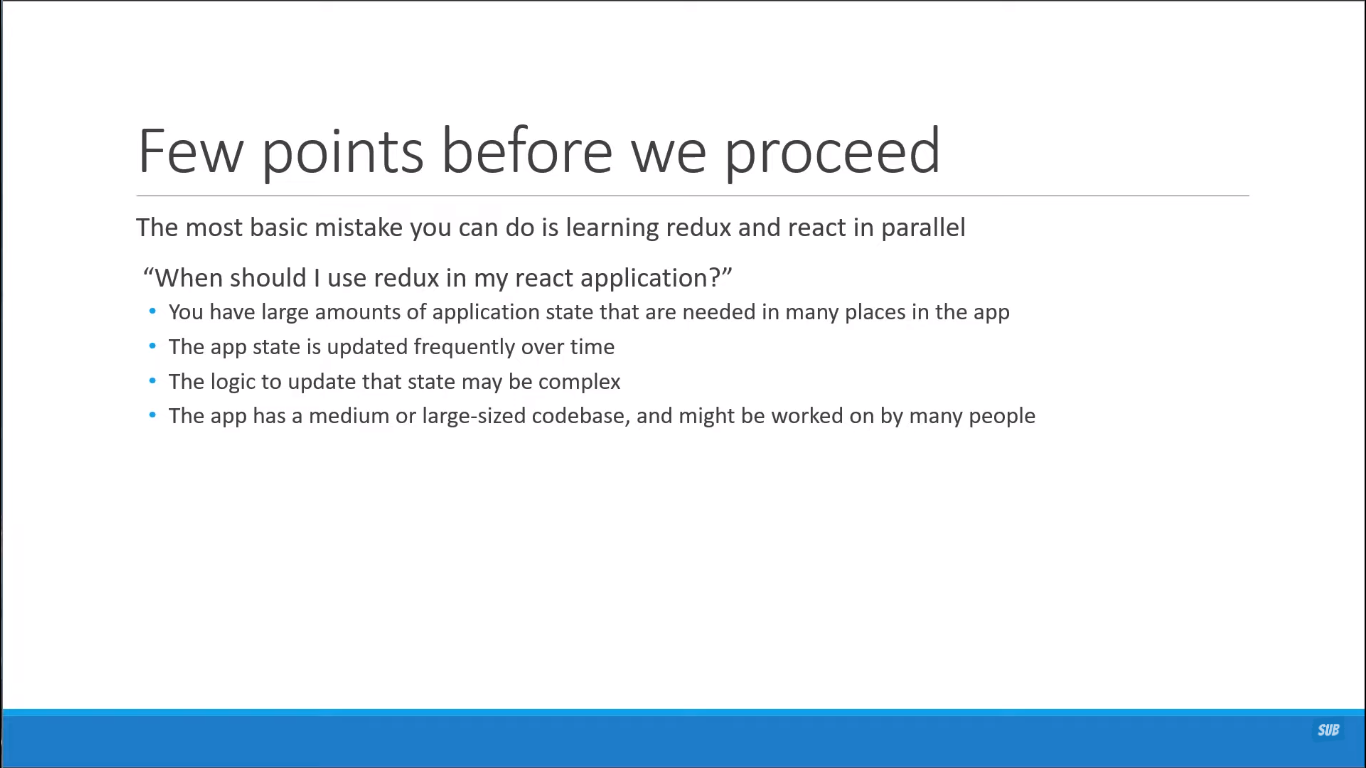 Few points before we proceed
The most basic mistake you can do is learning redux and react in parallel
“When should I use redux in my react application?”
• You have large amounts of application state that are needed in many places in the app
• The app state is updated frequently over time
• The logic to update that state may be complex
• The app has a medium or large-sized codebase, and might be worked on by many people
SUB